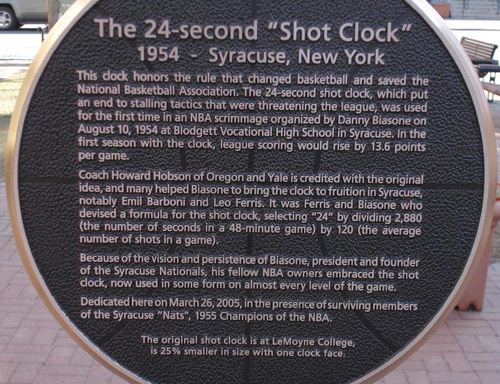 The 24-second "Shot Clock"
1954 - Syracuse, New York
This clock honors the rule that changed basketball and saved the
National Basketball Association. The 24-second shot clock, which put
an end to stalling tactics that were threatening the league, was used
for the first time in an NBA scrimmage organized by Danny Biasone on
August 10, 1954 at Blodgett Vocational High School in Syracuse. In the
first season with the clock, league scoring would rise by 13.6 points
per game.
Coach Howard Hobson of Oregon and Yale is credited with the original
idea, and many helped Biasone to bring the clock to fruition in Syracuse,
notably Emil Barboni and Leo Ferris. It was Ferris and Biasone who
devised a formula for the shot clock, selecting "24" by dividing 2,880
(the number of seconds in a 48-minute game) by 120 (the average
number of shots in a game).
Because of the vision and persistence of Biasone, president and founder
of the Syracuse Nationals, his fellow NBA owners embraced the shot
clock, now used in some form on almost every level of the game.
Dedicated here on March 26, 2005, in the presence of surviving members
of the Syracuse "Nats", 1955 Champions of the NBA.
The original shot clock is at LeMoyne College,
is 25% smaller in size with one clock face.